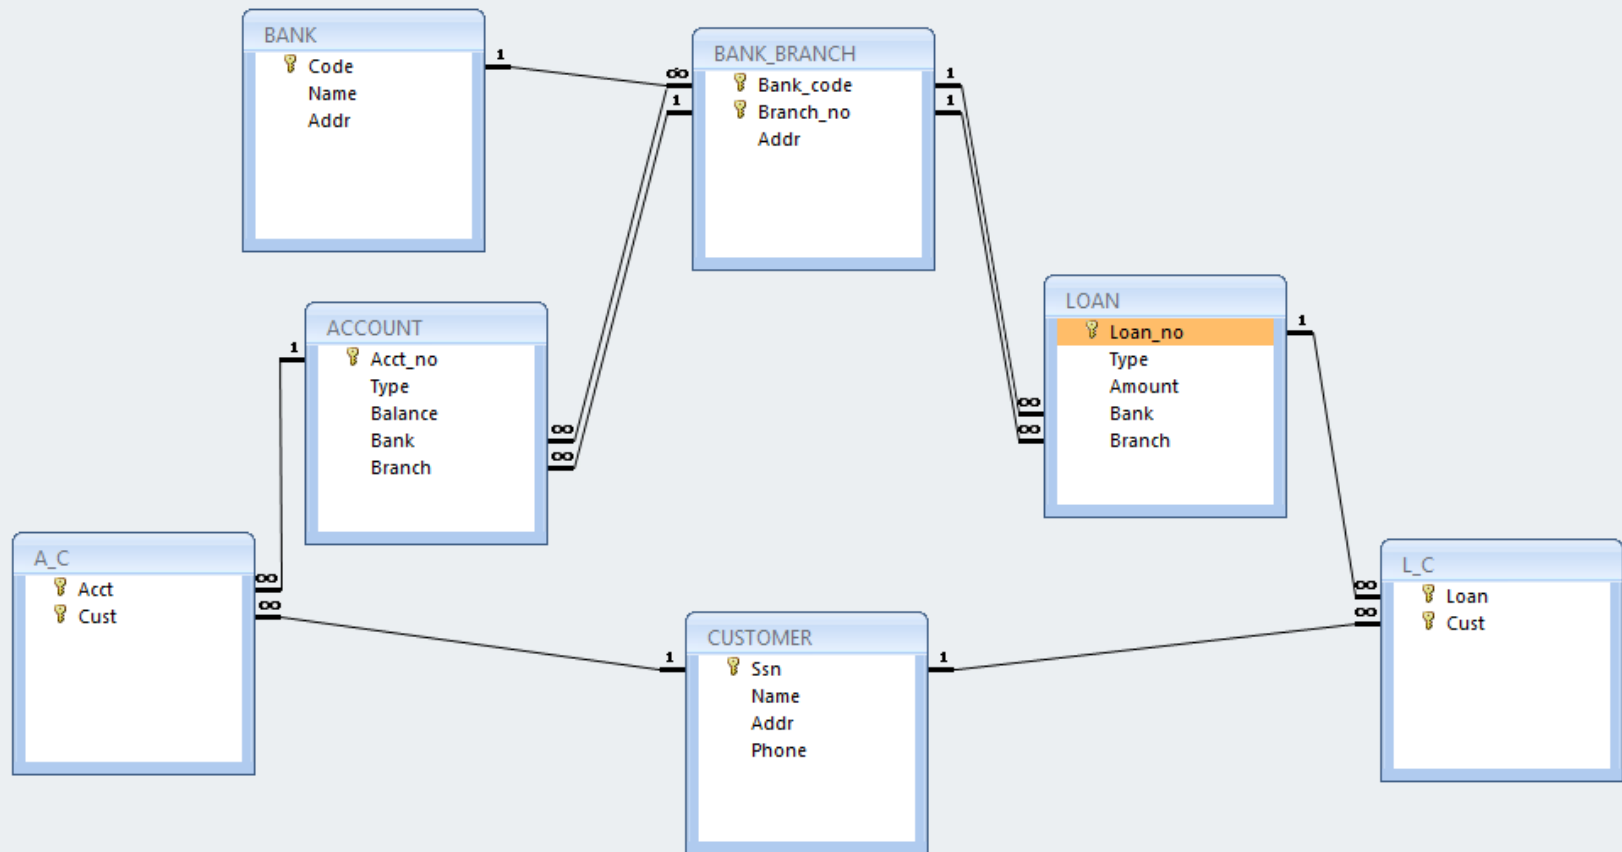 BANK
Code
Name
Addr
1
BANK_BRANCH
Bank_code
Branch_no
Addr
∞
1
1
1
ACCOUNT
Acct_no
Type
Balance
Bank
Branch
1
∞
∞
LOAN
Loan_no
Type
Amount
Bank
Branch
1
∞
∞
A_C
Acct
Cust
∞
∞
CUSTOMER
Ssn
Name
Addr
Phone
1
1
L_C
Loan
Cust
∞
∞